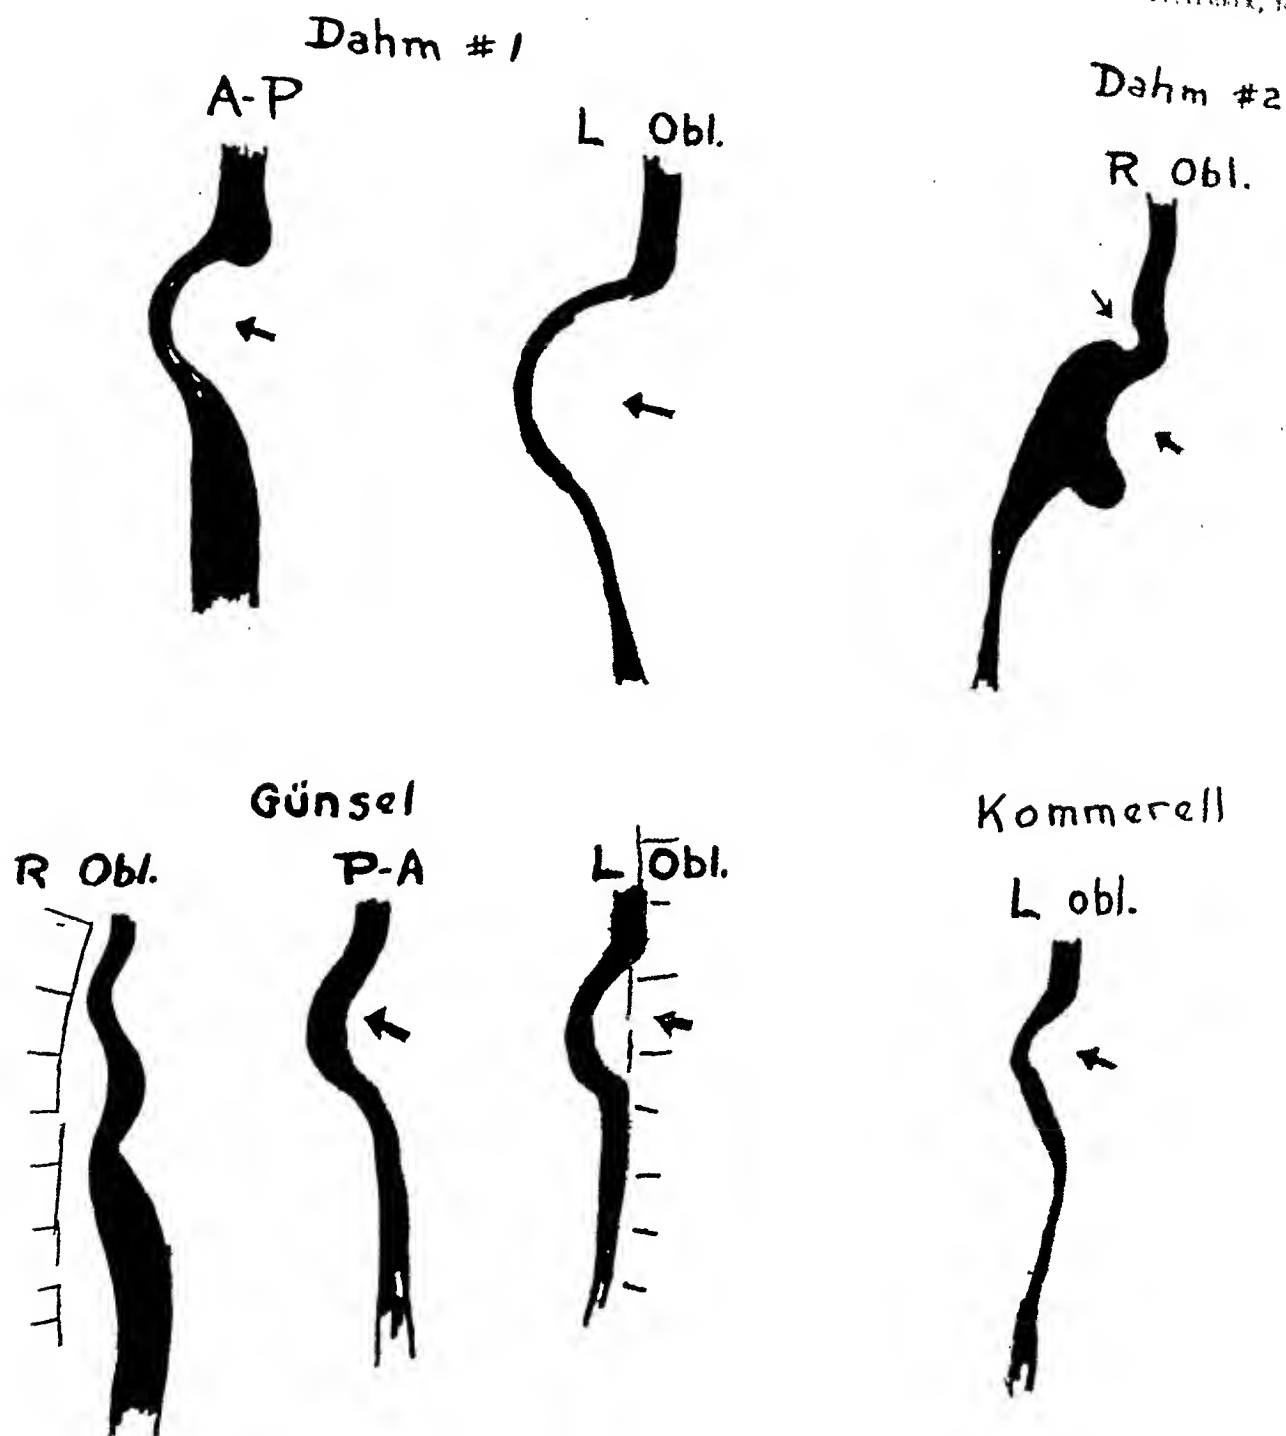 Dahm #1
A-P
L Obl.
Dahm #2
R Obl.
Günsel
R Obl.
P-A
L Obl.
Kommerell
L obl.